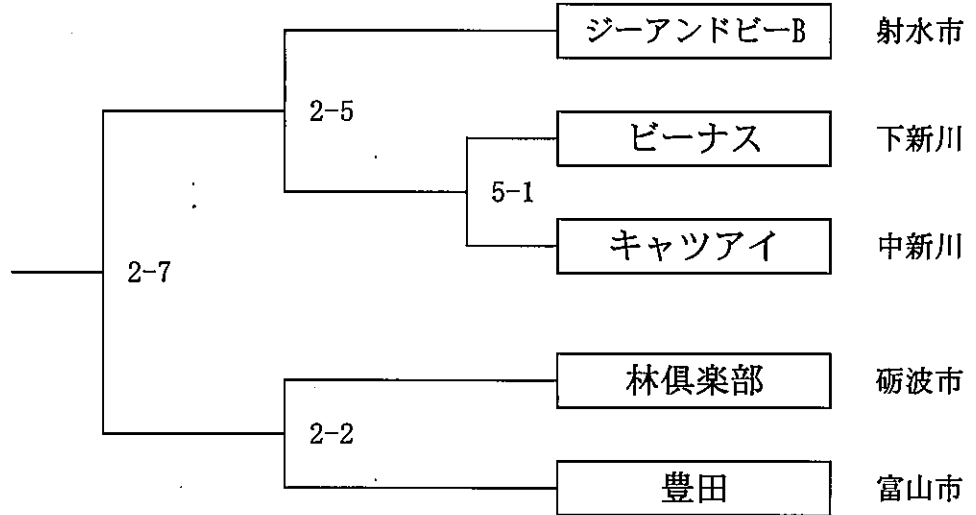 ジーアンドビーB 射水市
2-5
ビーナス 下新川
5-1
キャツアイ 中新川
2-7
林俱楽部 砺波市
2-2
豊田 富山市